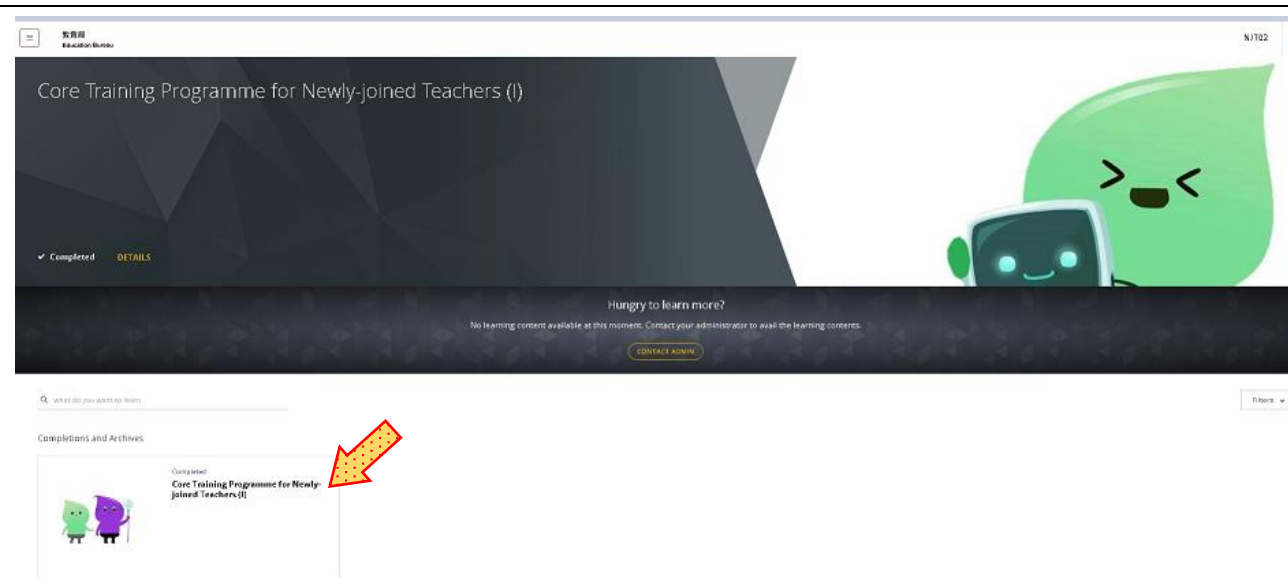 教育局
Education Bureau
NJT02
Core Training Programme for Newly-joined Teachers (I)
✔ Completed DETAILS
Hungry to learn more?
No learning content available at this moment. Contact your administrator to avail the learning contents.
CONTACT ADMIN
What do you want to learn
Filters
Completions and Archives
Completed
Core Training Programme for Newly-
joined Teachers (I)